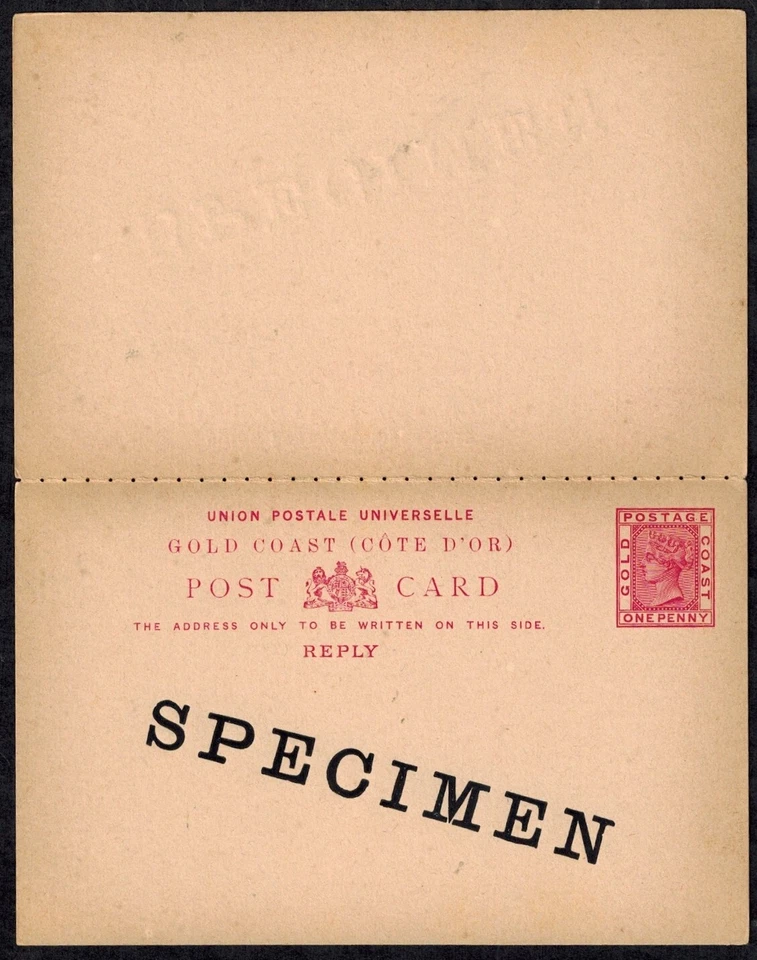 UNION POSTALE UNIVERSELLE
GOLD COAST (CÔTE D'OR)
POST CARD
THE ADDRESS ONLY TO BE WRITTEN ON THIS SIDE.
REPLY
POSTAGE
GOLD
COAST
ONE PENNY
SPECIMEN